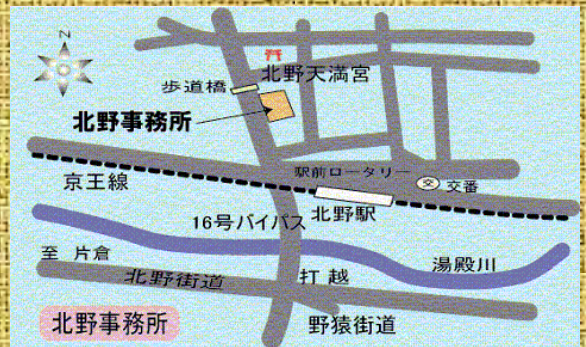 N
北野天満宮
歩道橋
北野事務所
駅前ロータリー
交 交番
京王線
北野駅
16号バイパス
至 片倉
湯殿川
北野街道
打越
北野事務所
野猿街道